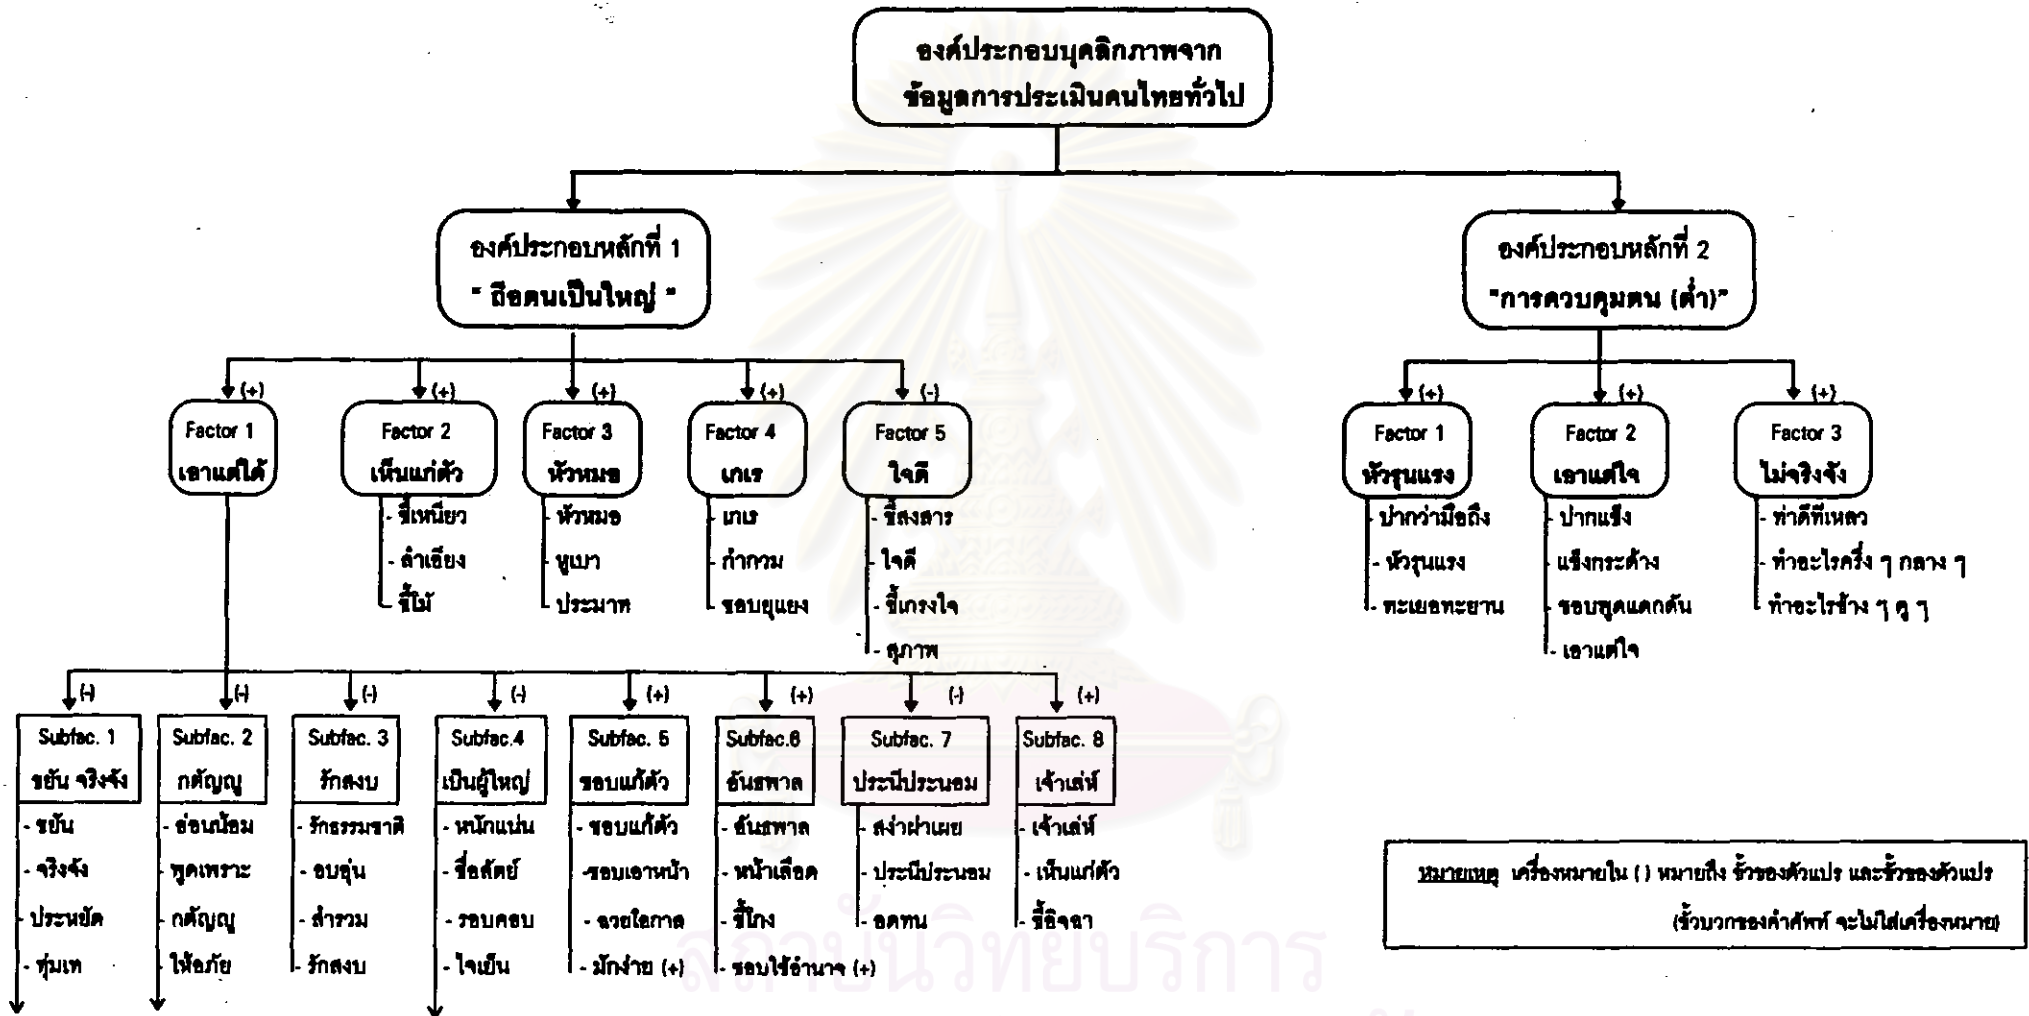 องค์ประกอบบุคลิกภาพจาก
ข้อมูลการประเมินคนไทยทั่วไป
องค์ประกอบหลักที่ 1
" ถือตนเป็นใหญ่ "
องค์ประกอบหลักที่ 2
"การควบคุมตน (ต่ำ)"
(+) (+) (+) (+) (-)
(+) (+) (+)
Factor 1
เอาแต่ได้
Factor 2
เห็นแก่ตัว
- ขี้เหนียว
- ลำเอียง
- ขี้โม้
Factor 3
หัวหมอ
- หัวหมอ
- หูเบา
- ประมาท
Factor 4
เกเร
- เกเร
- กำกวม
- ชอบยุแยง
Factor 5
ใจดี
- ขี้สงสาร
- ใจดี
- ขี้เกรงใจ
- สุภาพ
Factor 1
หัวรุนแรง
- ปากว่ามือถึง
- หัวรุนแรง
- ทะเยอทะยาน
Factor 2
เอาแต่ใจ
- ปากแข็ง
- แข็งกระด้าง
- ชอบพูดแดกดัน
- เอาแต่ใจ
Factor 3
ไม่จริงจัง
- ท่าดีทีเหลว
- ทำอะไรครึ่ง ๆ กลาง ๆ
- ทำอะไรข้าง ๆ คู ๆ
(-) (-) (-) (-) (+) (+) (-) (+)
Subfac. 1
ขยัน จริงจัง
- ขยัน
- จริงจัง
- ประหยัด
- ทุ่มเท
Subfac. 2
กตัญญู
- อ่อนน้อม
- พูดเพราะ
- กตัญญู
- ให้อภัย
Subfac. 3
รักสงบ
- รักธรรมชาติ
- อบอุ่น
- สำรวม
- รักสงบ
Subfac.4
เป็นผู้ใหญ่
- หนักแน่น
- ซื่อสัตย์
- รอบคอบ
- ใจเย็น
Subfac. 5
ชอบแก้ตัว
- ชอบแก้ตัว
-ชอบเอาหน้า
- ฉวยโอกาส
- มักง่าย (+)
Subfac.6
อันธพาล
- อันธพาล
- หน้าเลือด
- ขี้โกง
- ชอบใช้อำนาจ (+)
Subfac. 7
ประนีประนอม
- สง่าผ่าเผย
- ประนีประนอม
- อดทน
Subfac. 8
เจ้าเล่ห์
- เจ้าเล่ห์
- เห็นแก่ตัว
- ขี้อิจฉา
หมายเหตุ เครื่องหมายใน ( ) หมายถึง ขั้วของตัวแปร และขั้วของตัวแปร
(ขั้วบวกของคำศัพท์ จะไม่ใส่เครื่องหมาย)
สถาบันวิทยบริการ